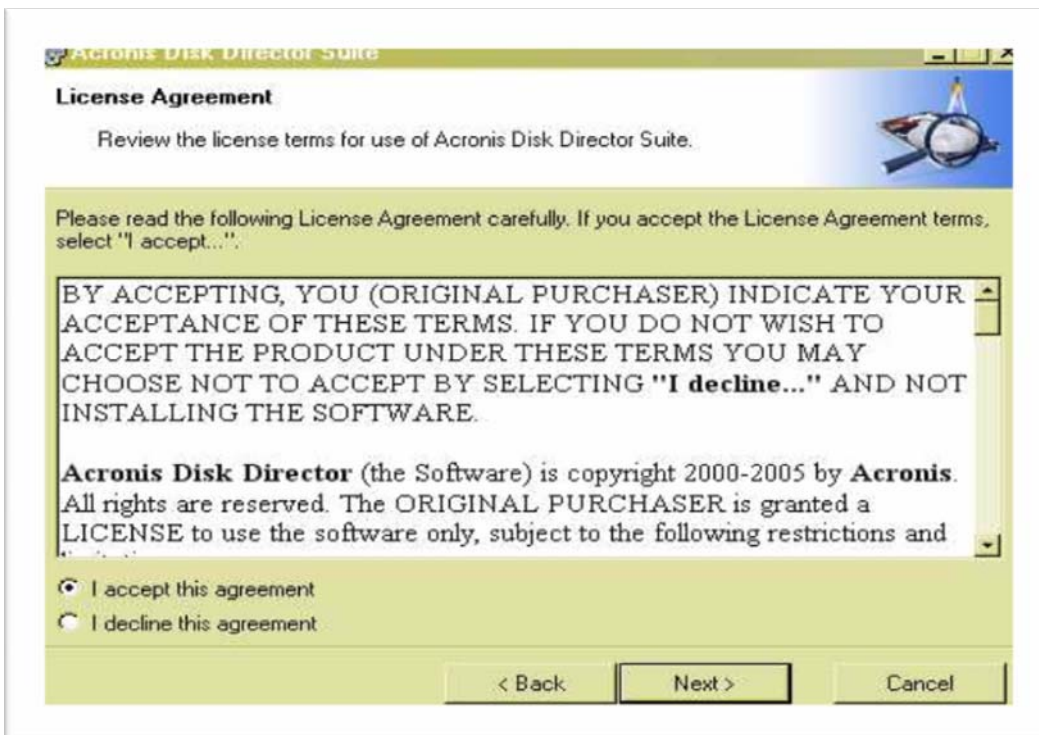 Acronis Disk Director Suite
License Agreement
Review the license terms for use of Acronis Disk Director Suite.
Please read the following License Agreement carefully. If you accept the License Agreement terms,
select "I accept...".
BY ACCEPTING, YOU (ORIGINAL PURCHASER) INDICATE YOUR
ACCEPTANCE OF THESE TERMS. IF YOU DO NOT WISH TO
ACCEPT THE PRODUCT UNDER THESE TERMS YOU MAY
CHOOSE NOT TO ACCEPT BY SELECTING "I decline..." AND NOT
INSTALLING THE SOFTWARE.
Acronis Disk Director (the Software) is copyright 2000-2005 by Acronis.
All rights are reserved. The ORIGINAL PURCHASER is granted a
LICENSE to use the software only, subject to the following restrictions and
I accept this agreement
I decline this agreement
< Back
Next >
Cancel